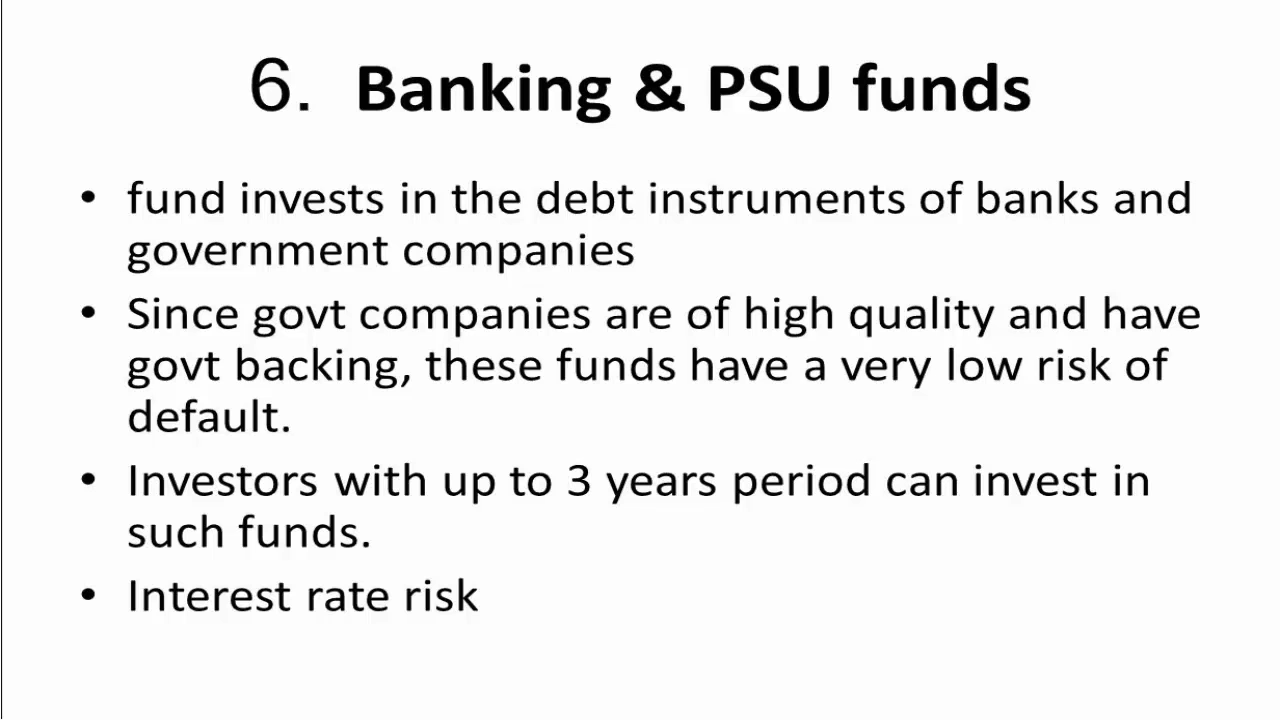 6. Banking & PSU funds
• fund invests in the debt instruments of banks and
government companies
• Since govt companies are of high quality and have
govt backing, these funds have a very low risk of
default.
• Investors with up to 3 years period can invest in
such funds.
• Interest rate risk